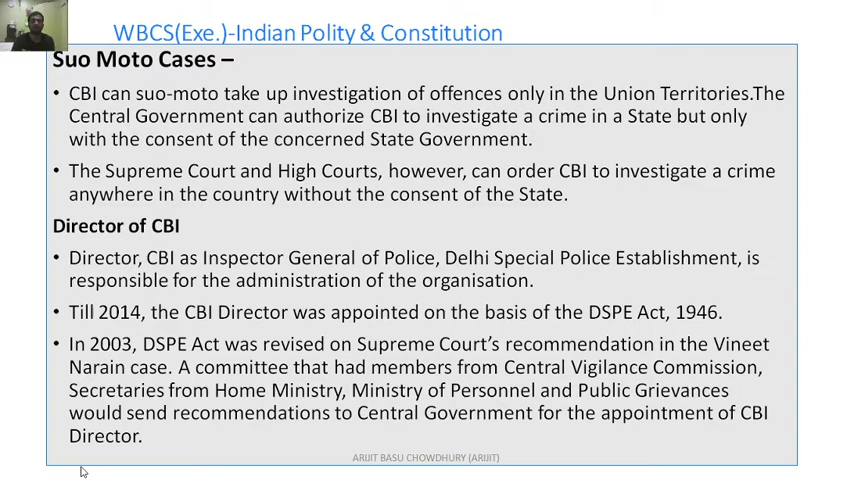 WBCS(Exe.)-Indian Polity & Constitution
Suo Moto Cases –
• CBI can suo-moto take up investigation of offences only in the Union Territories.The
Central Government can authorize CBI to investigate a crime in a State but only
with the consent of the concerned State Government.
• The Supreme Court and High Courts, however, can order CBI to investigate a crime
anywhere in the country without the consent of the State.
Director of CBI
• Director, CBI as Inspector General of Police, Delhi Special Police Establishment, is
responsible for the administration of the organisation.
• Till 2014, the CBI Director was appointed on the basis of the DSPE Act, 1946.
• In 2003, DSPE Act was revised on Supreme Court’s recommendation in the Vineet
Narain case. A committee that had members from Central Vigilance Commission,
Secretaries from Home Ministry, Ministry of Personnel and Public Grievances
would send recommendations to Central Government for the appointment of CBI
Director.
ARIJIT BASU CHOWDHURY (ARIJIT)